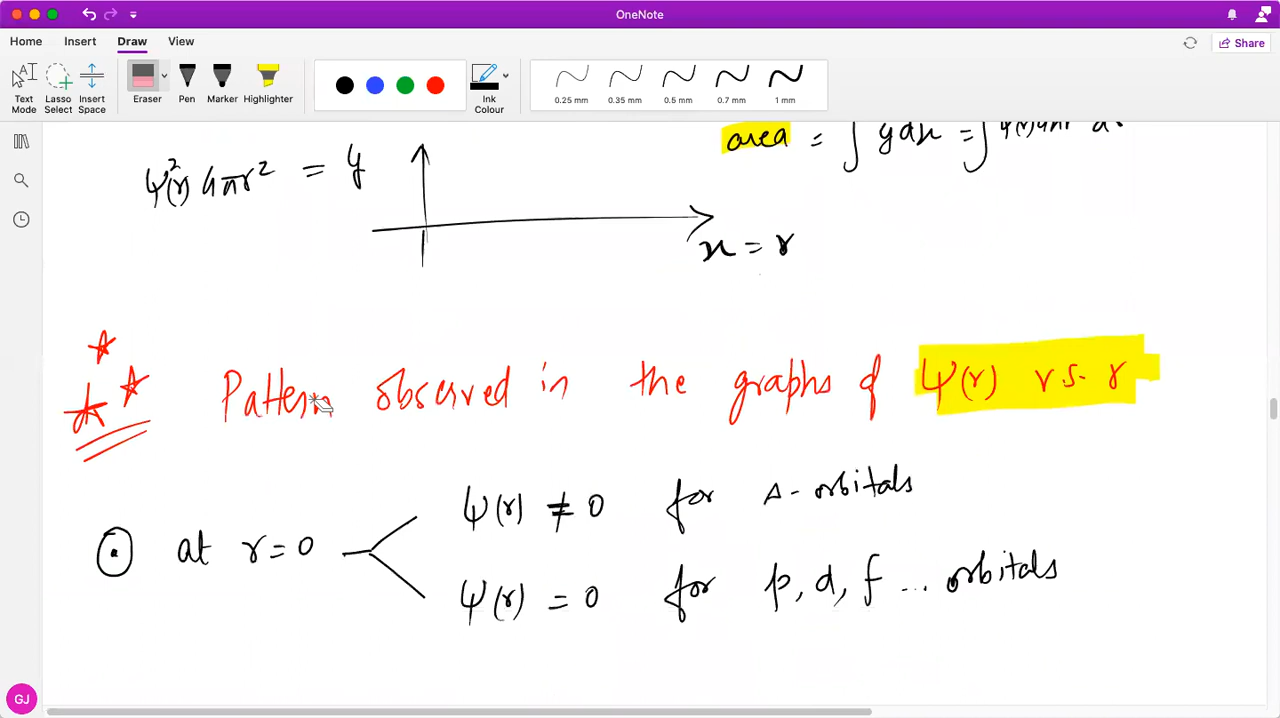 OneNote
Home Insert Draw View
Share
Text Mode
Lasso Select
Insert Space
Eraser
Pen
Marker
Highlighter
Ink Colour
0.25 mm 0.35 mm 0.5 mm 0.7 mm 1 mm
area = ∫ y dx = ∫ ψ(r) 4πr
ψ²(r) 4πr² = y
x = r
Pattern observed in the graphs of ψ(r) vs. r
at r = 0
ψ(r) ≠ 0 for s-orbitals
ψ(r) = 0 for p, d, f ... orbitals
GJ